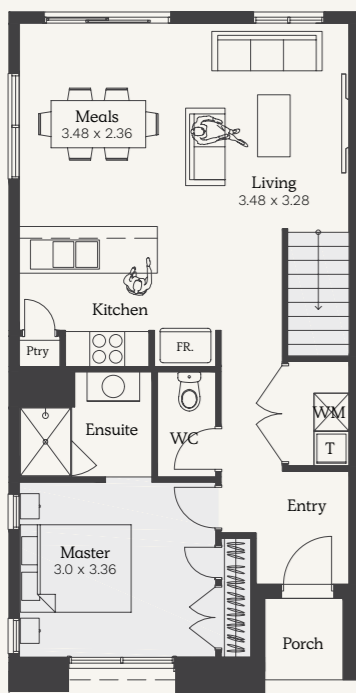 Meals
3.48 x 2.36
Living
3.48 x 3.28
Kitchen
Ptry
FR.
Ensuite
WC
WM
T
Entry
Master
3.0 x 3.36
Porch